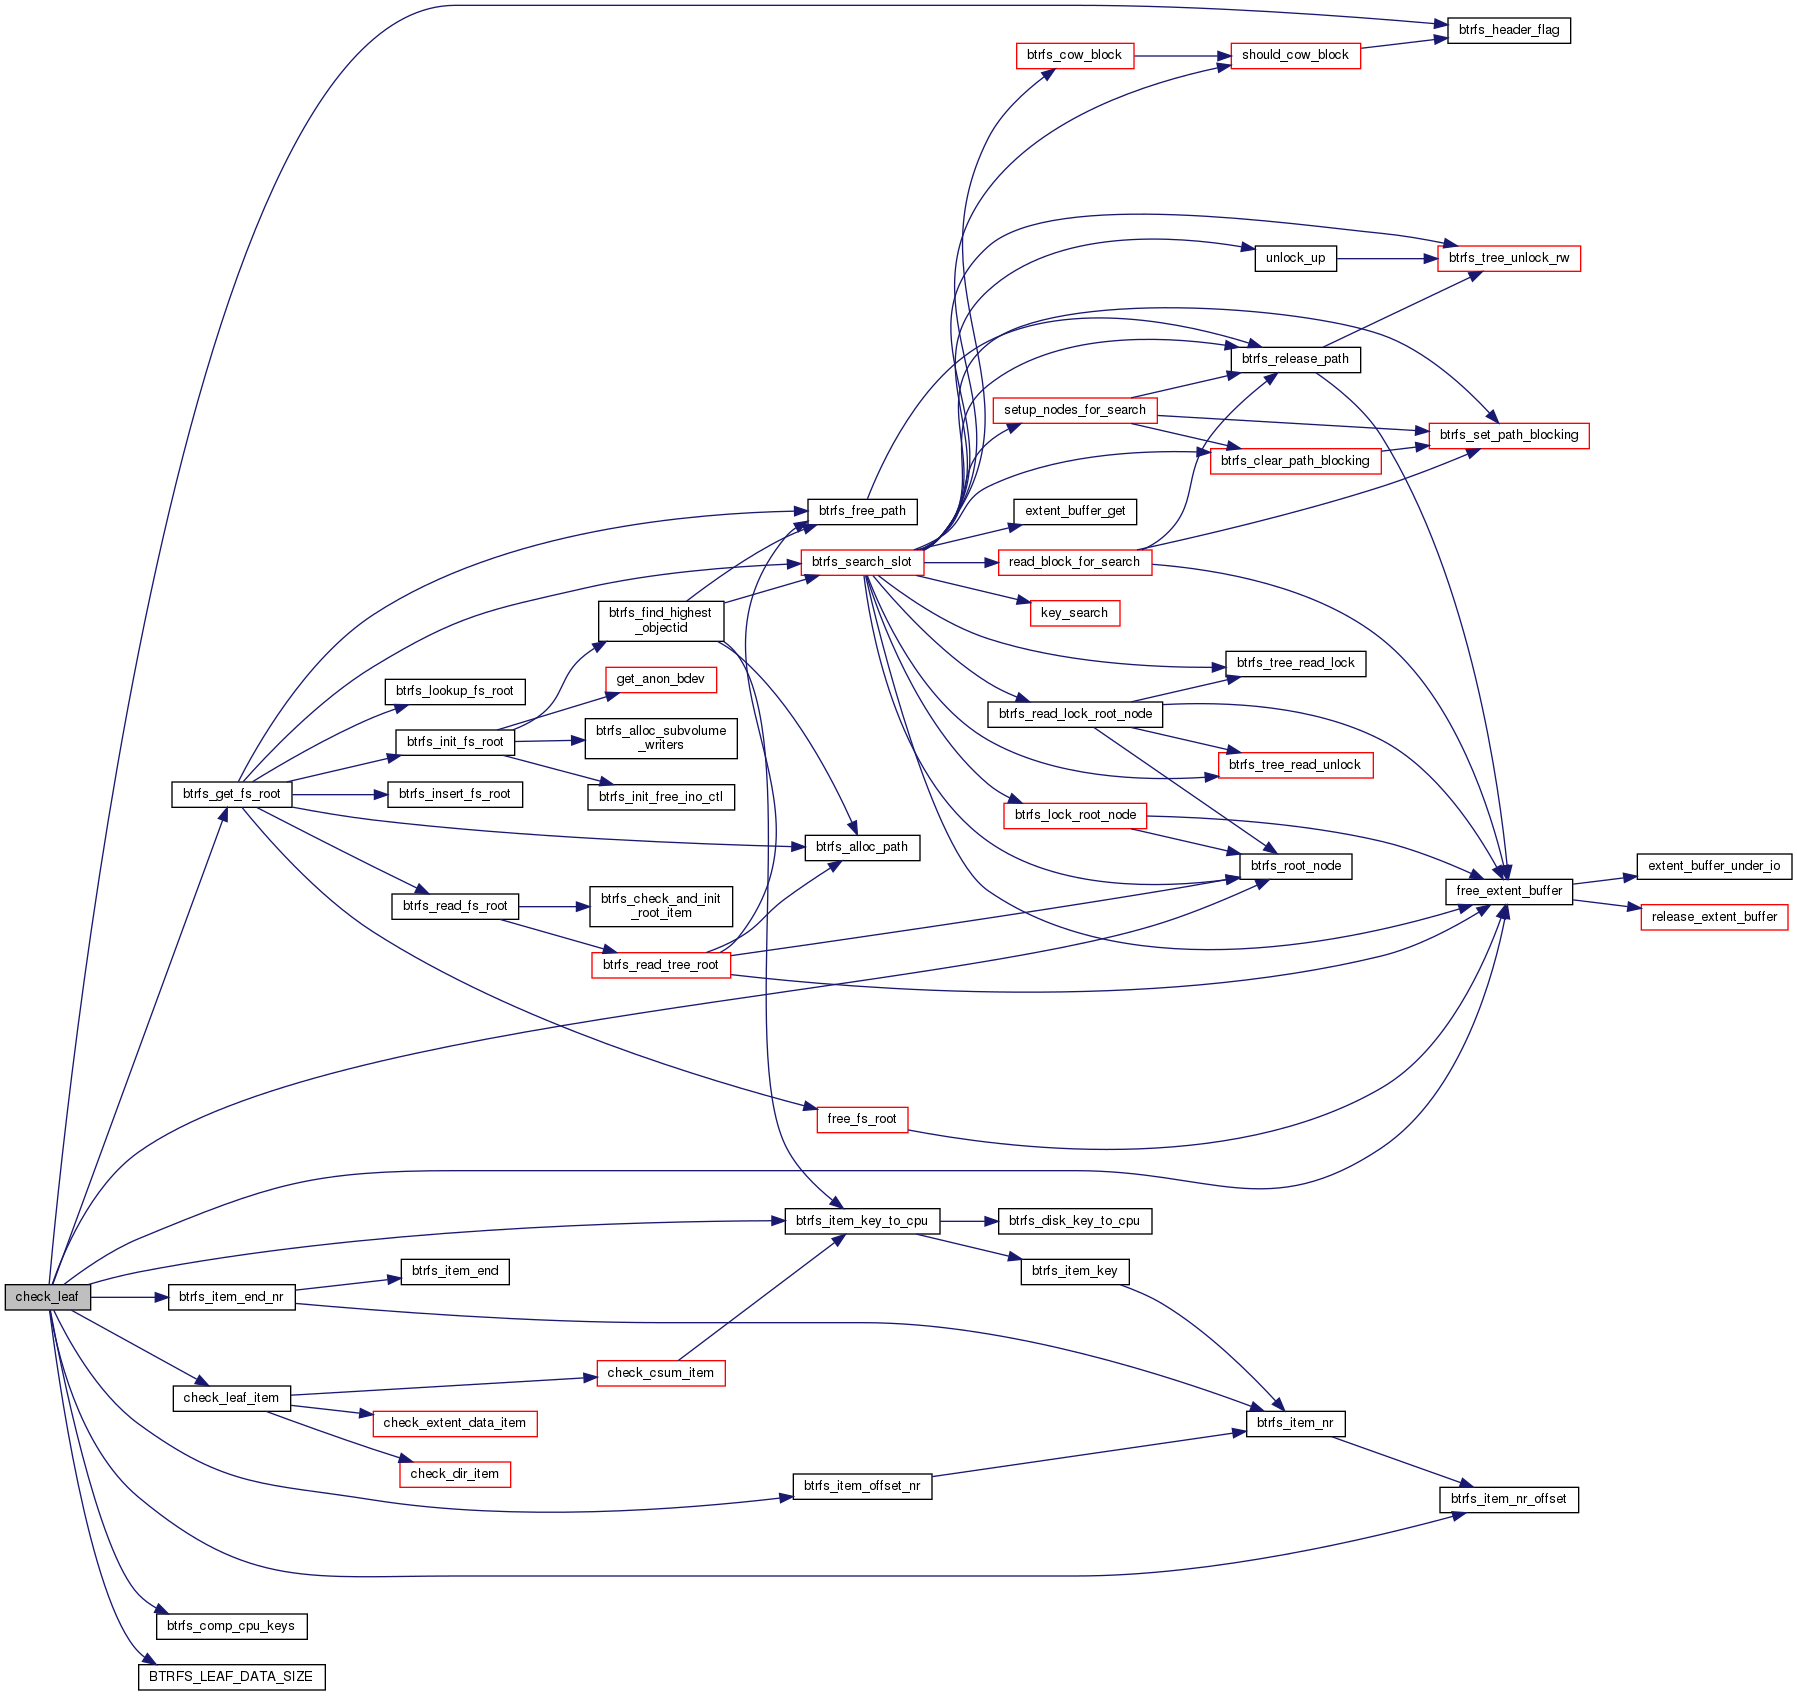 btrfs_header_flag
btrfs_cow_block
should_cow_block
unlock_up
btrfs_tree_unlock_rw
btrfs_release_path
setup_nodes_for_search
btrfs_set_path_blocking
btrfs_clear_path_blocking
btrfs_free_path
extent_buffer_get
btrfs_search_slot
read_block_for_search
key_search
btrfs_find_highest
_objectid
btrfs_tree_read_lock
get_anon_bdev
btrfs_lookup_fs_root
btrfs_read_lock_root_node
btrfs_alloc_subvolume
_writers
btrfs_init_fs_root
btrfs_tree_read_unlock
btrfs_get_fs_root
btrfs_insert_fs_root
btrfs_init_free_ino_ctl
btrfs_lock_root_node
btrfs_alloc_path
btrfs_root_node
extent_buffer_under_io
free_extent_buffer
btrfs_read_fs_root
btrfs_check_and_init
_root_item
release_extent_buffer
btrfs_read_tree_root
free_fs_root
btrfs_item_key_to_cpu
btrfs_disk_key_to_cpu
btrfs_item_end
btrfs_item_key
check_leaf
btrfs_item_end_nr
check_csum_item
check_leaf_item
check_extent_data_item
btrfs_item_nr
check_dir_item
btrfs_item_offset_nr
btrfs_item_nr_offset
btrfs_comp_cpu_keys
BTRFS_LEAF_DATA_SIZE